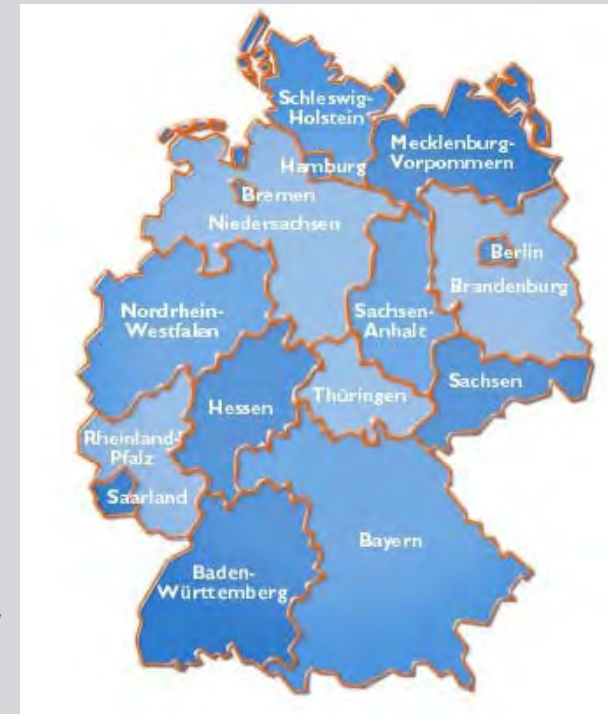 Schleswig-
Holstein
Mecklenburg-
Vorpommern
Hamburg
Bremen
Niedersachsen
Berlin
Brandenburg
Nordrhein-
Westfalen
Sachsen-
Anhalt
Sachsen
Thüringen
Hessen
Rheinland-
Pfalz
Saarland
Bayern
Baden-
Württemberg